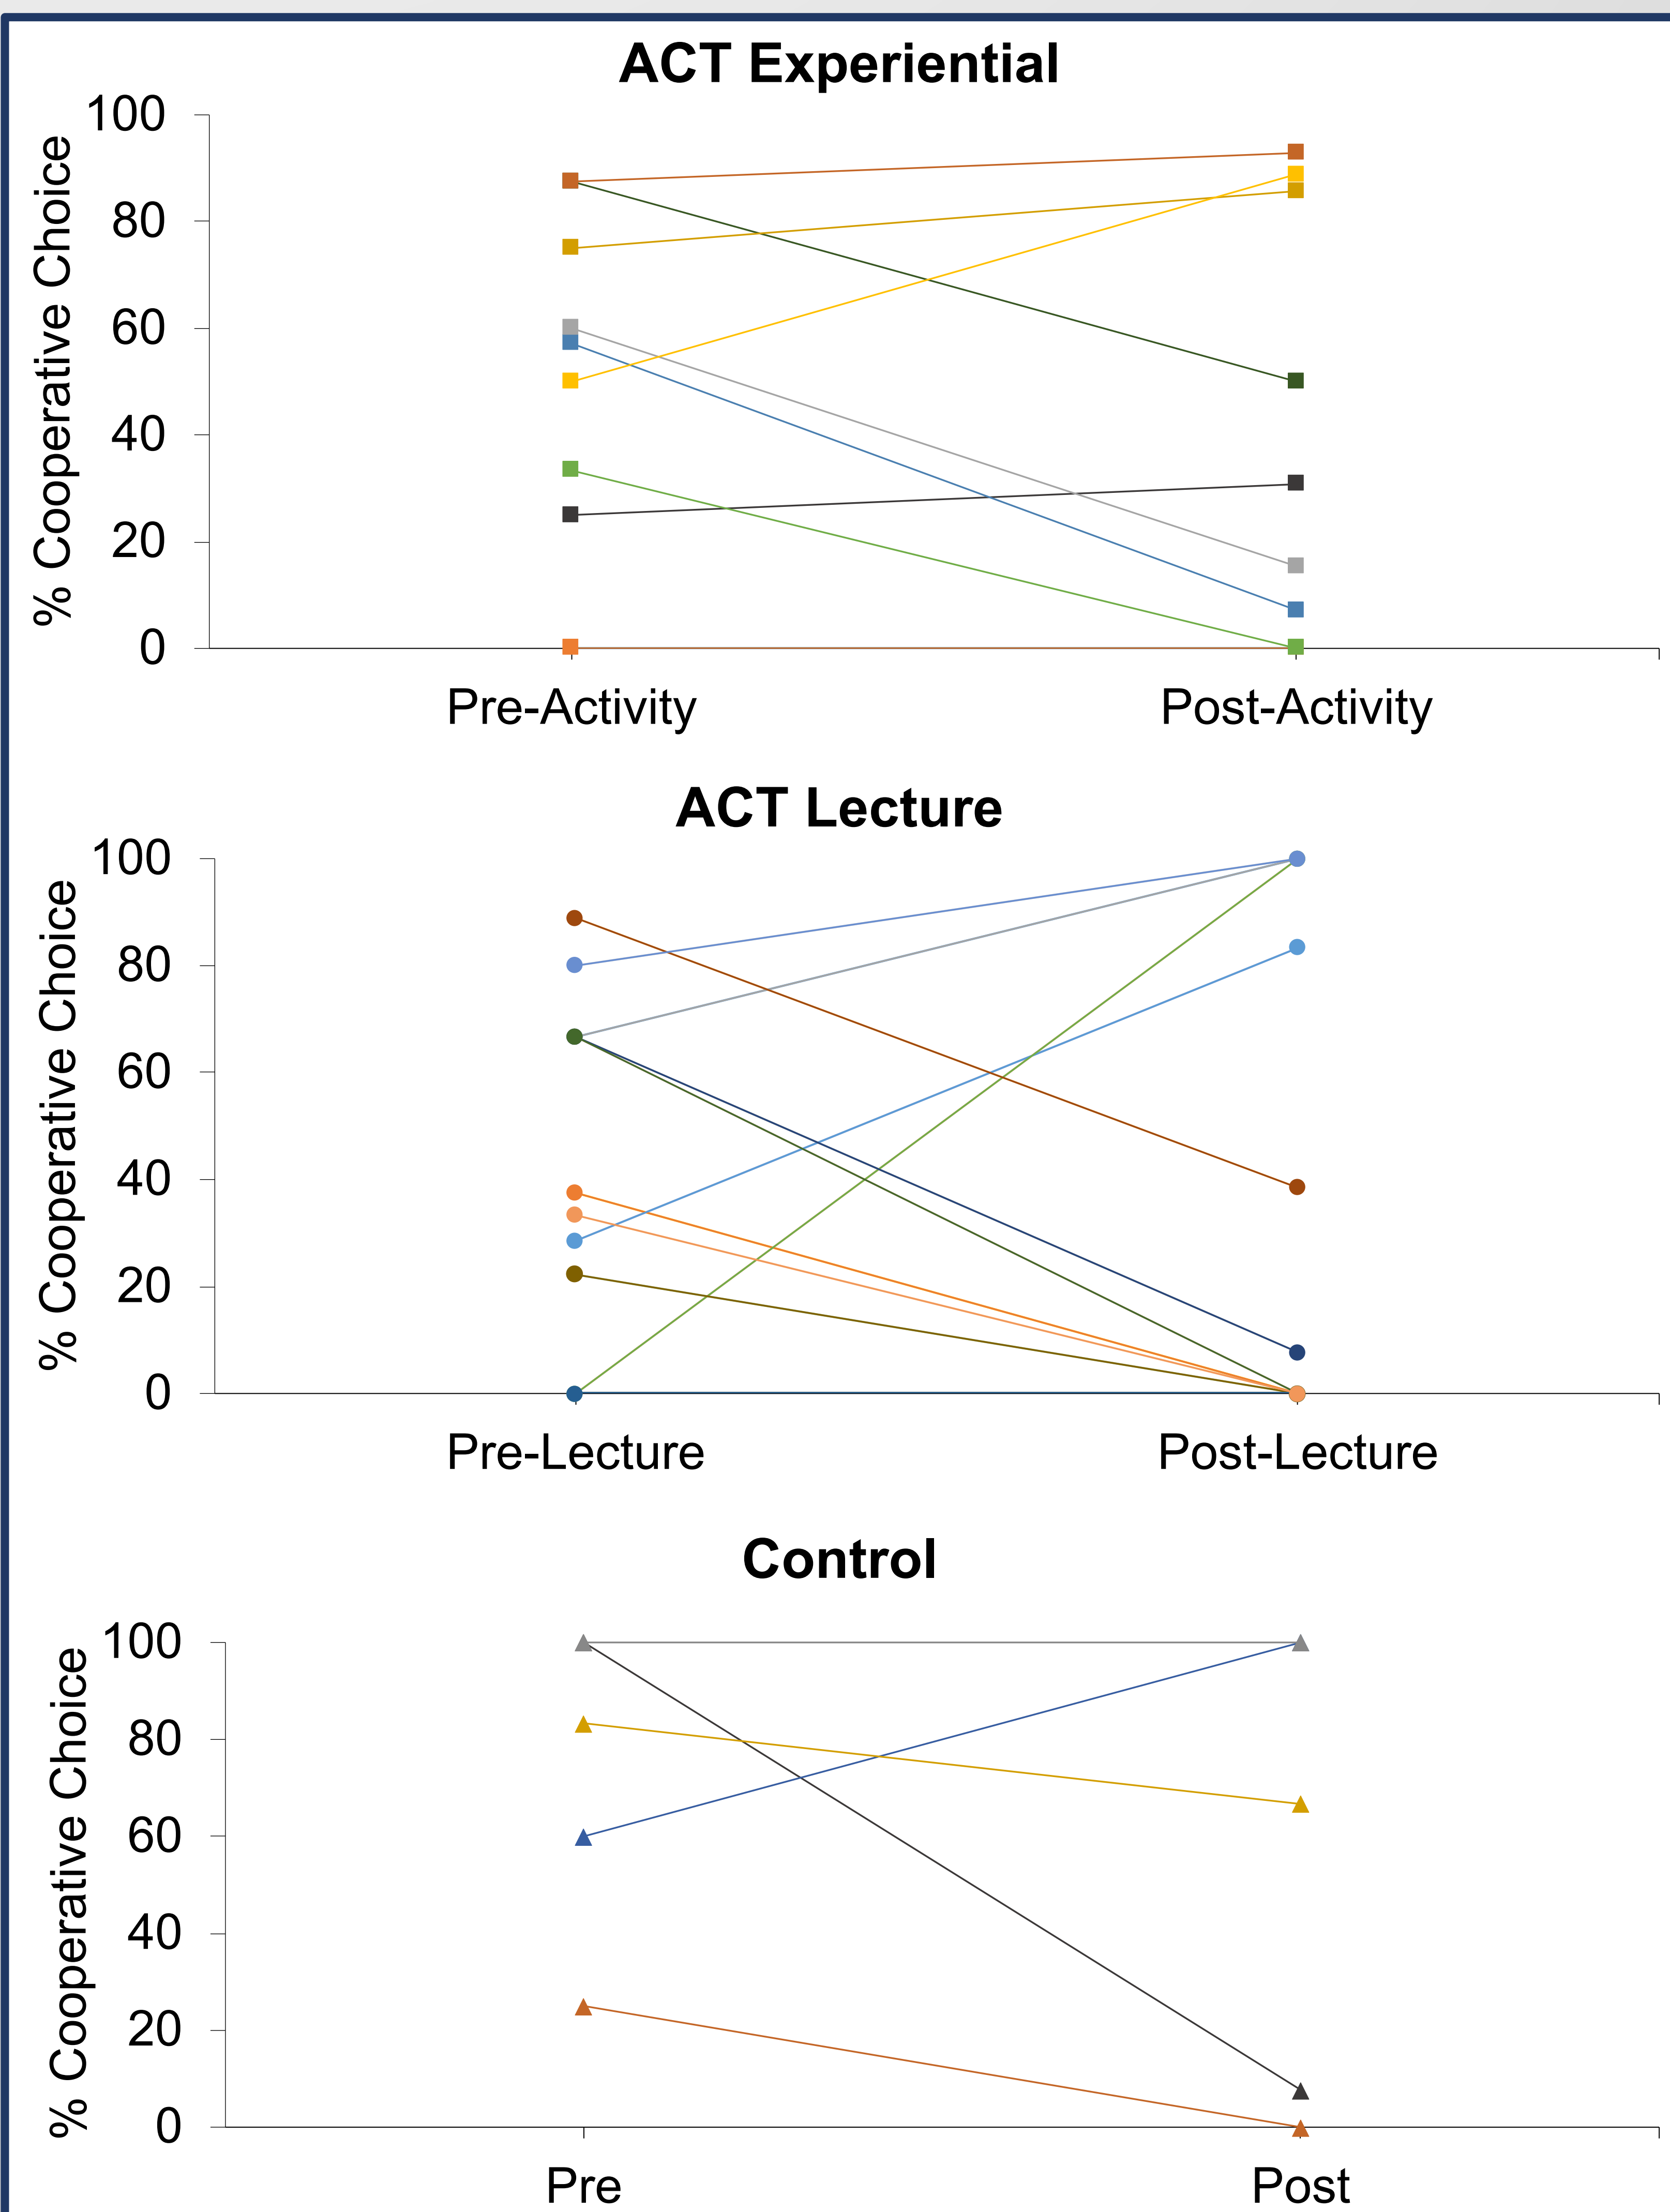 ACT Experiential
% Cooperative Choice
100
80
60
40
20
0
Pre-Activity
Post-Activity
ACT Lecture
% Cooperative Choice
100
80
60
40
20
0
Pre-Lecture
Post-Lecture
Control
% Cooperative Choice
100
80
60
40
20
0
Pre
Post